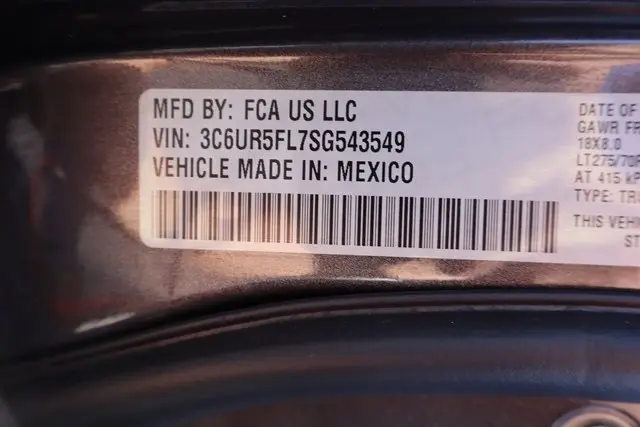 MFD BY: FCA US LLC
VIN: 3C6UR5FL7SG543549
VEHICLE MADE IN: MEXICO
DATE OF
GAWR FR
18X8.0
LT275/70R
AT 415 kP
TYPE: TR
THIS VEHI
ST